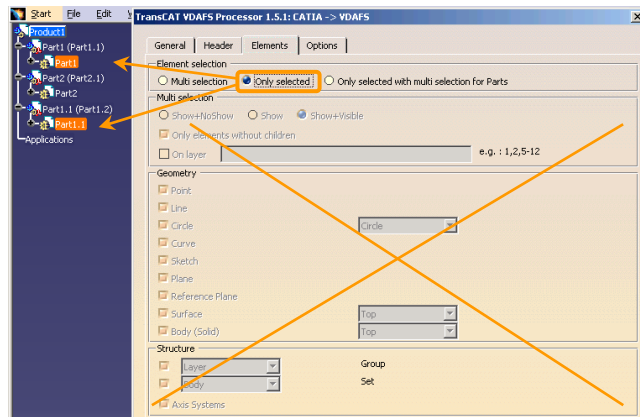 Start File Edit
TransCAT VDAFS Processor 1.5.1: CATIA -> VDAFS
Product1
Part1 (Part1.1)
Part1
Part2 (Part2.1)
Part2
Part1.1 (Part1.2)
Part1.1
Applications
General Header Elements Options
Element selection
Multi selection Only selected Only selected with multi selection for Parts
Multi selection
Show+NoShow Show Show+Visible
Only elements without children
On layer e.g. : 1,2,5-12
Geometry
Point
Line
Circle Circle
Curve
Sketch
Plane
Reference Plane
Surface Top
Body (Solid) Top
Structure
Layer Group
Body Set
Axis Systems